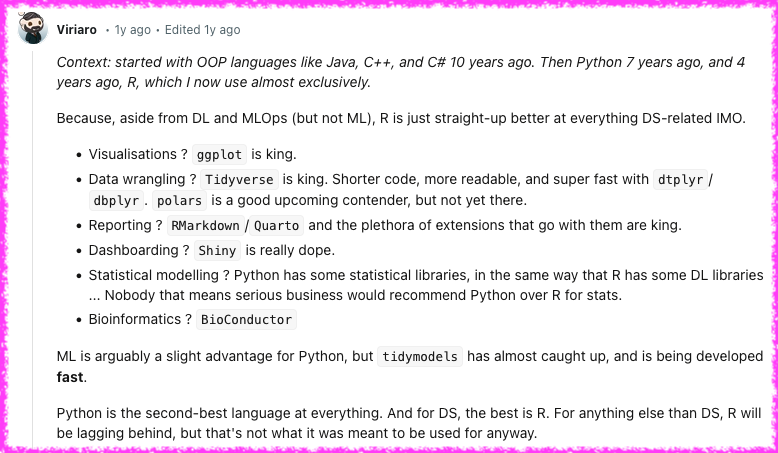 Viriaro • 1y ago • Edited 1y ago
Context: started with OOP languages like Java, C++, and C# 10 years ago. Then Python 7 years ago, and 4
years ago, R, which I now use almost exclusively.
Because, aside from DL and MLOps (but not ML), R is just straight-up better at everything DS-related IMO.
• Visualisations ? ggplot is king.
• Data wrangling ? Tidyverse is king. Shorter code, more readable, and super fast with dtplyr /
dbplyr . polars is a good upcoming contender, but not yet there.
• Reporting ? RMarkdown / Quarto and the plethora of extensions that go with them are king.
• Dashboarding ? Shiny is really dope.
• Statistical modelling ? Python has some statistical libraries, in the same way that R has some DL libraries
... Nobody that means serious business would recommend Python over R for stats.
• Bioinformatics ? BioConductor
ML is arguably a slight advantage for Python, but tidymodels has almost caught up, and is being developed
fast.
Python is the second-best language at everything. And for DS, the best is R. For anything else than DS, R will
be lagging behind, but that's not what it was meant to be used for anyway.